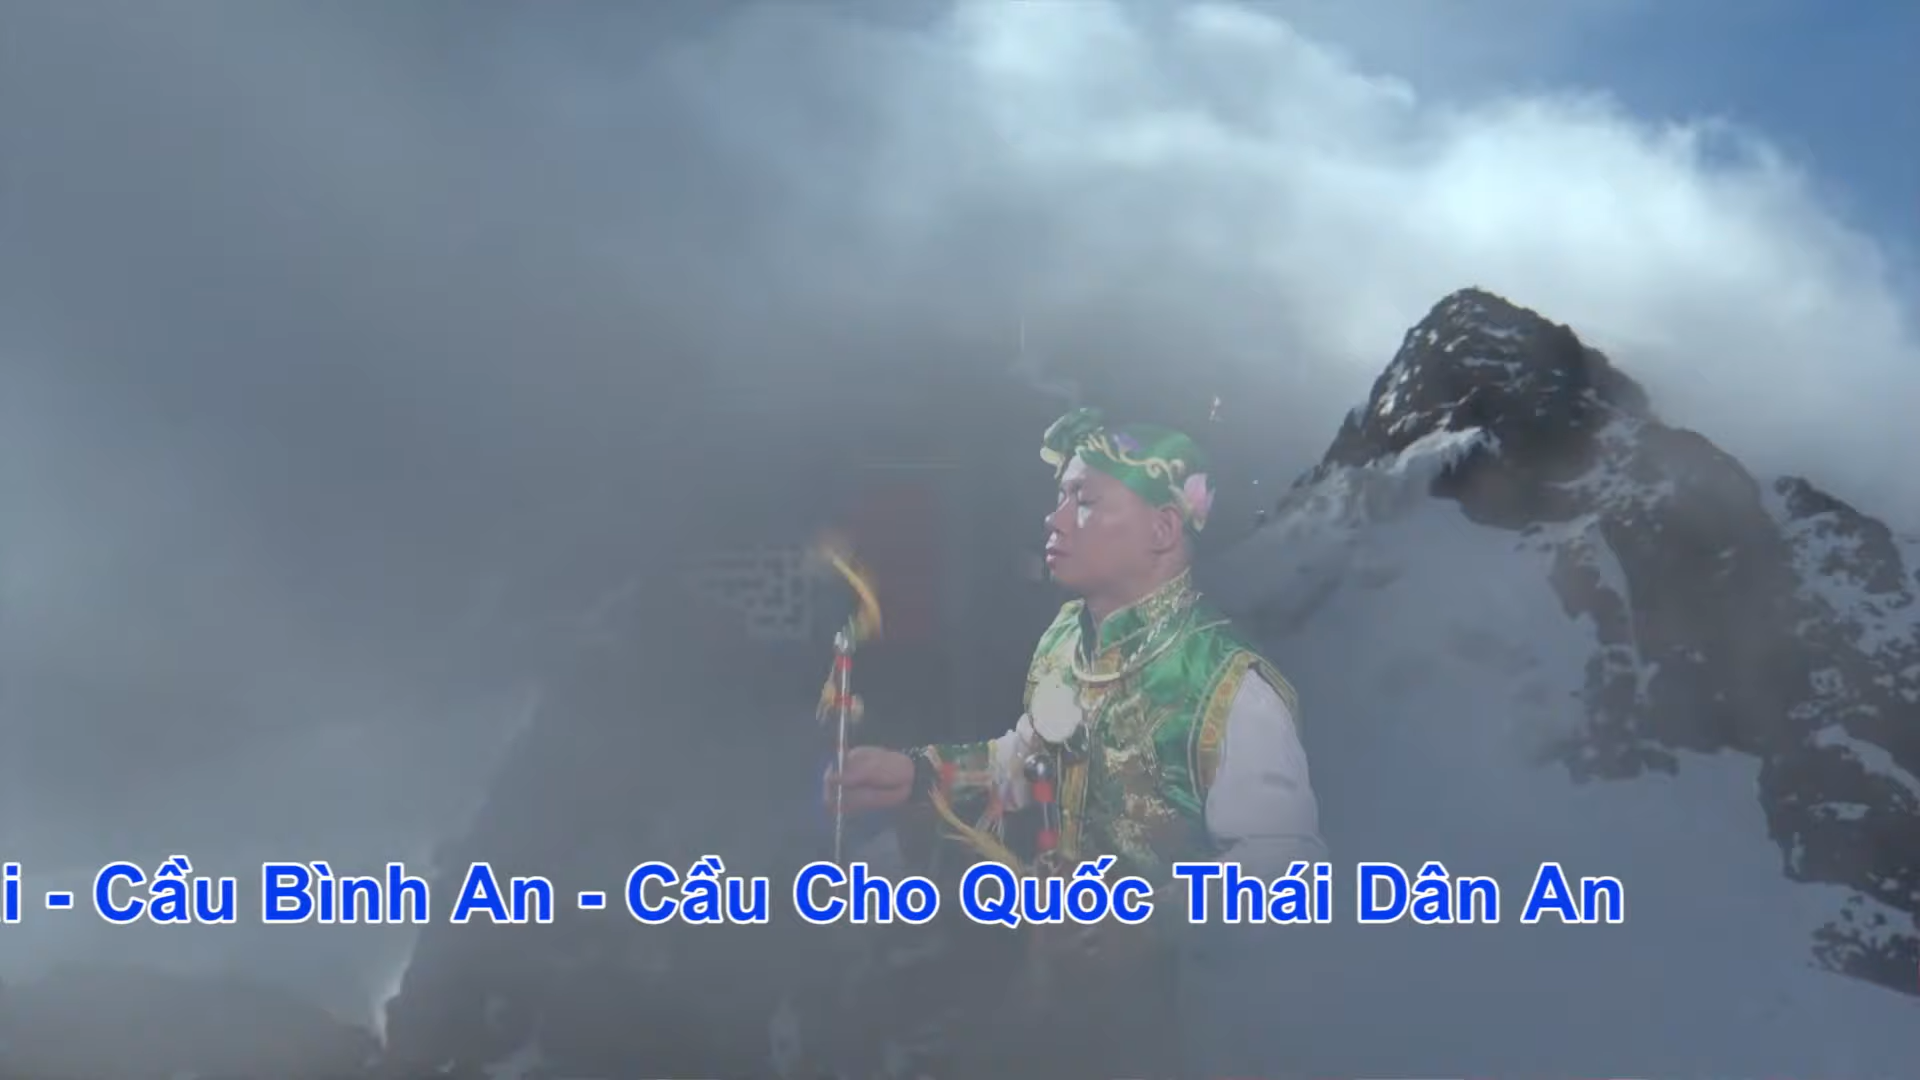 i - Cầu Bình An - Cầu Cho Quốc Thái Dân An